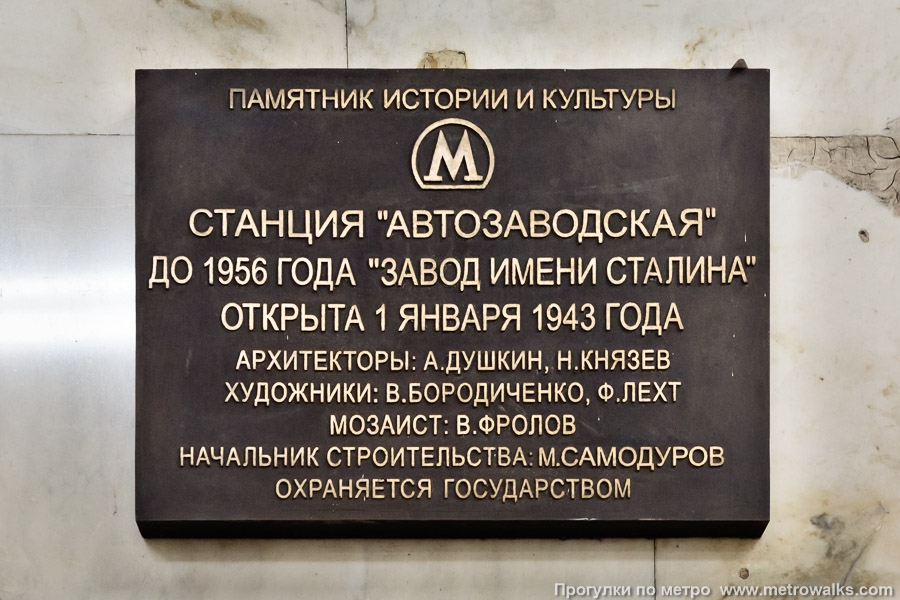 ПАМЯТНИК ИСТОРИИ И КУЛЬТУРЫ
М
СТАНЦИЯ "АВТОЗАВОДСКАЯ"
ДО 1956 ГОДА "ЗАВОД ИМЕНИ СТАЛИНА"
ОТКРЫТА 1 ЯНВАРЯ 1943 ГОДА
АРХИТЕКТОРЫ: А.ДУШКИН, Н.КНЯЗЕВ
ХУДОЖНИКИ: В.БОРОДИЧЕНКО, Ф.ЛЕХТ
МОЗАИСТ: В.ФРОЛОВ
НАЧАЛЬНИК СТРОИТЕЛЬСТВА: М.САМОДУРОВ
ОХРАНЯЕТСЯ ГОСУДАРСТВОМ
Прогулки по метро www.metrowalks.com